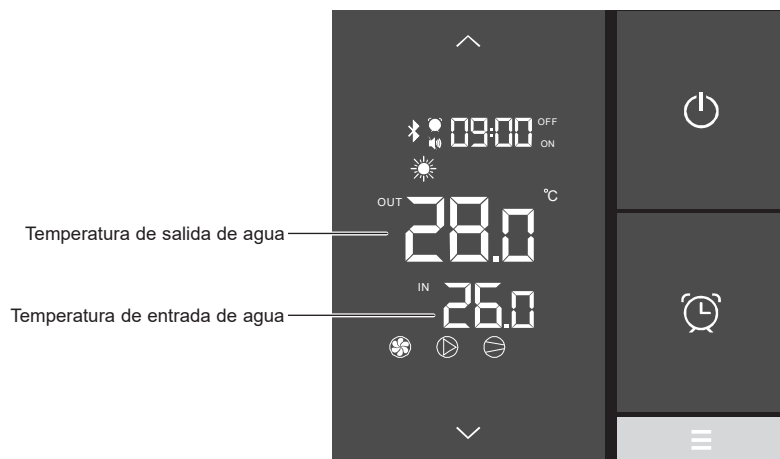 09:00 OFF
ON
OUT 28.0 °C
Temperatura de salida de agua
IN 26.0
Temperatura de entrada de agua